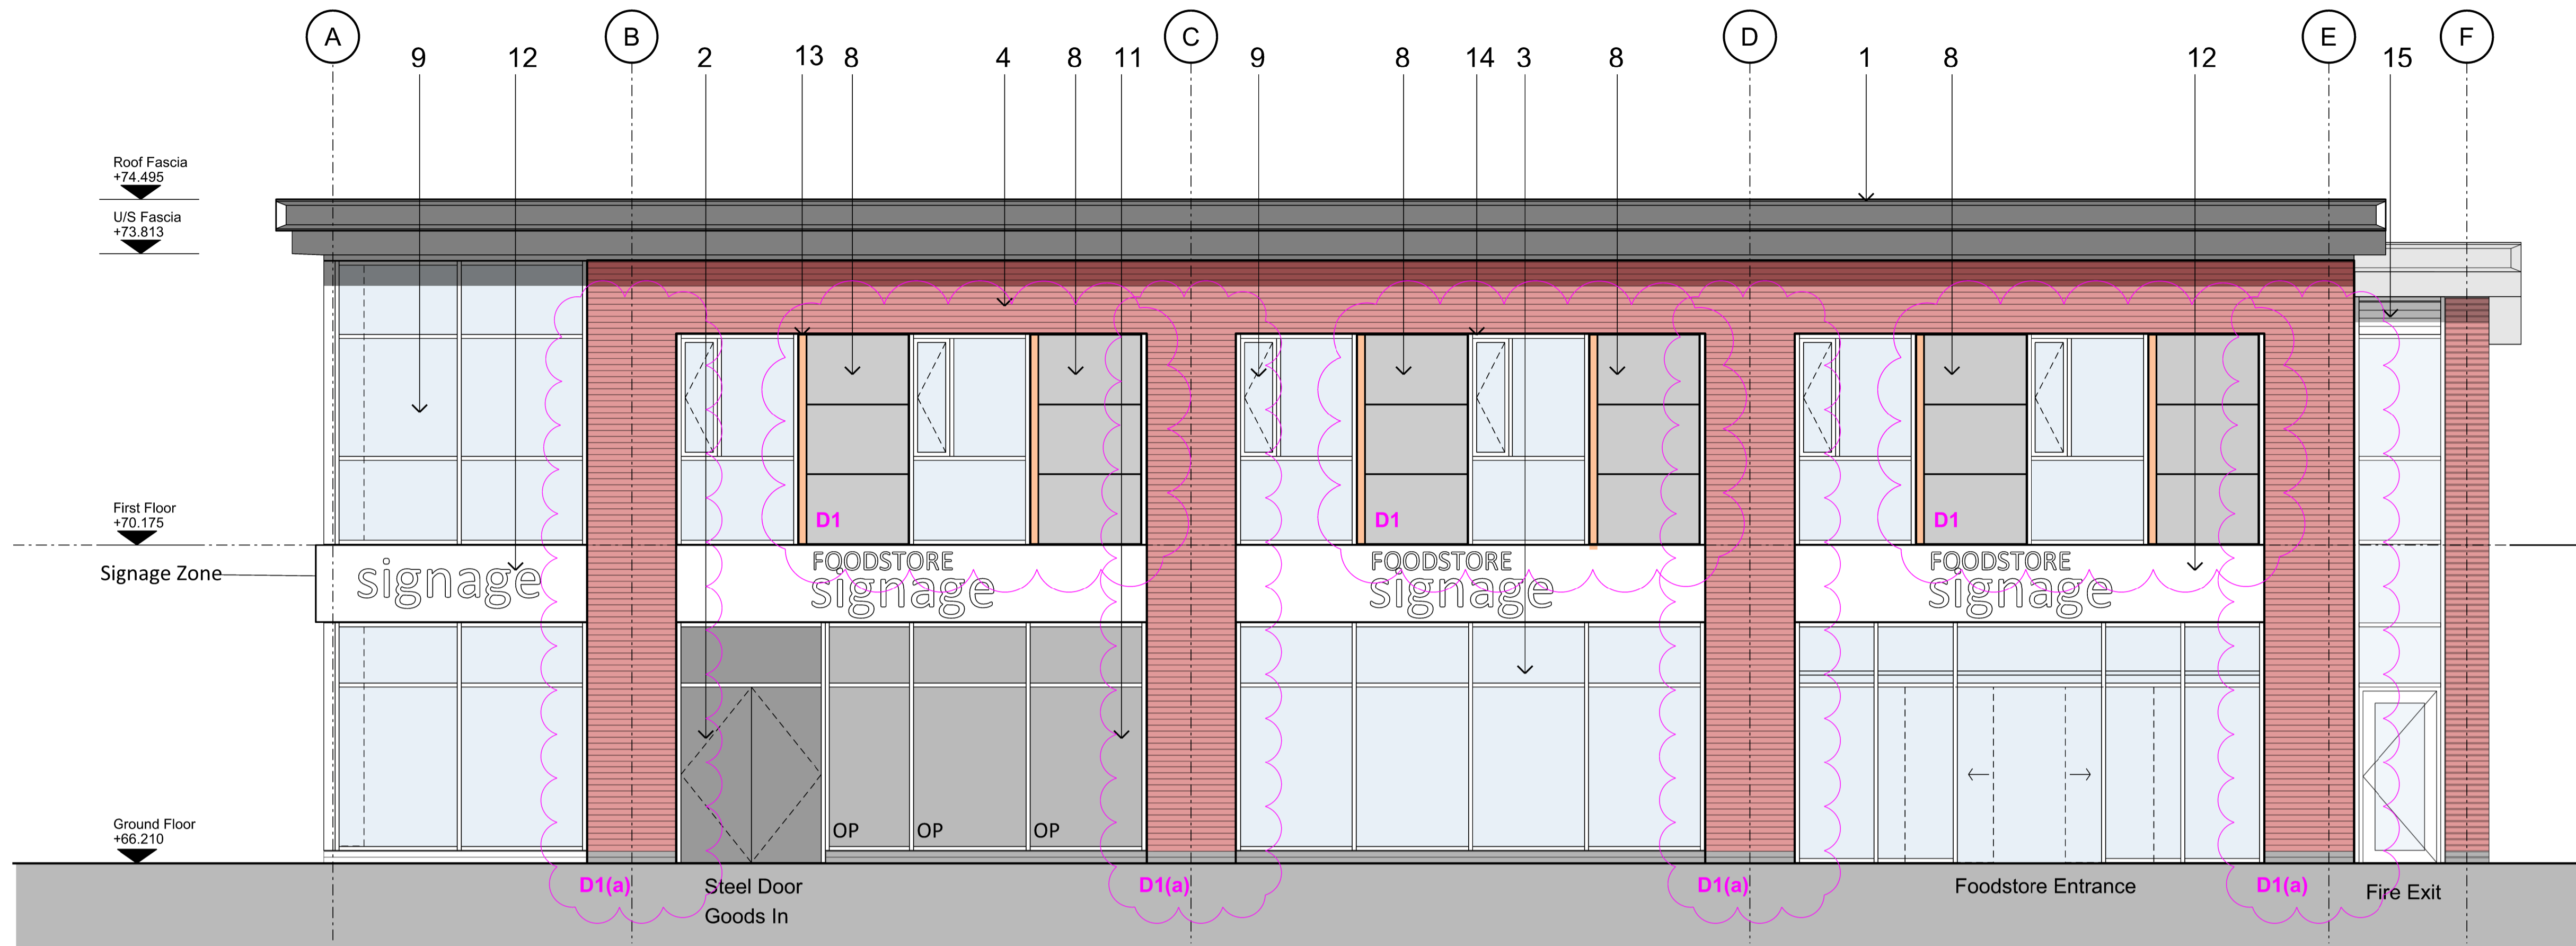 A B C D E F
9 12 2 13 8 4 8 11 9 8 14 3 8 1 8 12 15
Roof Fascia
+74.495
U/S Fascia
+73.813
First Floor
+70.175
D1 D1 D1
Signage Zone
signage
FOODSTORE
signage
FOODSTORE
signage
FOODSTORE
signage
Ground Floor
+66.210
OP OP OP
D1(a) D1(a) D1(a) D1(a)
Steel Door
Goods In
Foodstore Entrance
Fire Exit